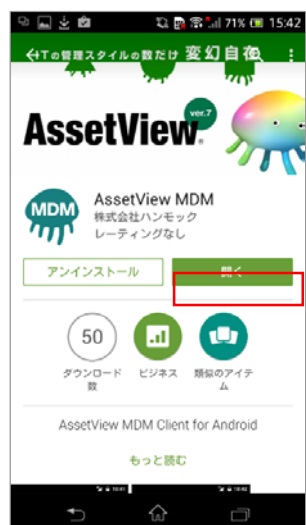 71% 15:42
ITの管理スタイルの数だけ 変幻自在
AssetView ver.7
MDM
AssetView MDM
株式会社ハンモック
レーティングなし
アンインストール 開く
50
ダウンロード数
ビジネス
類似のアイテム
AssetView MDM Client for Android
もっと読む